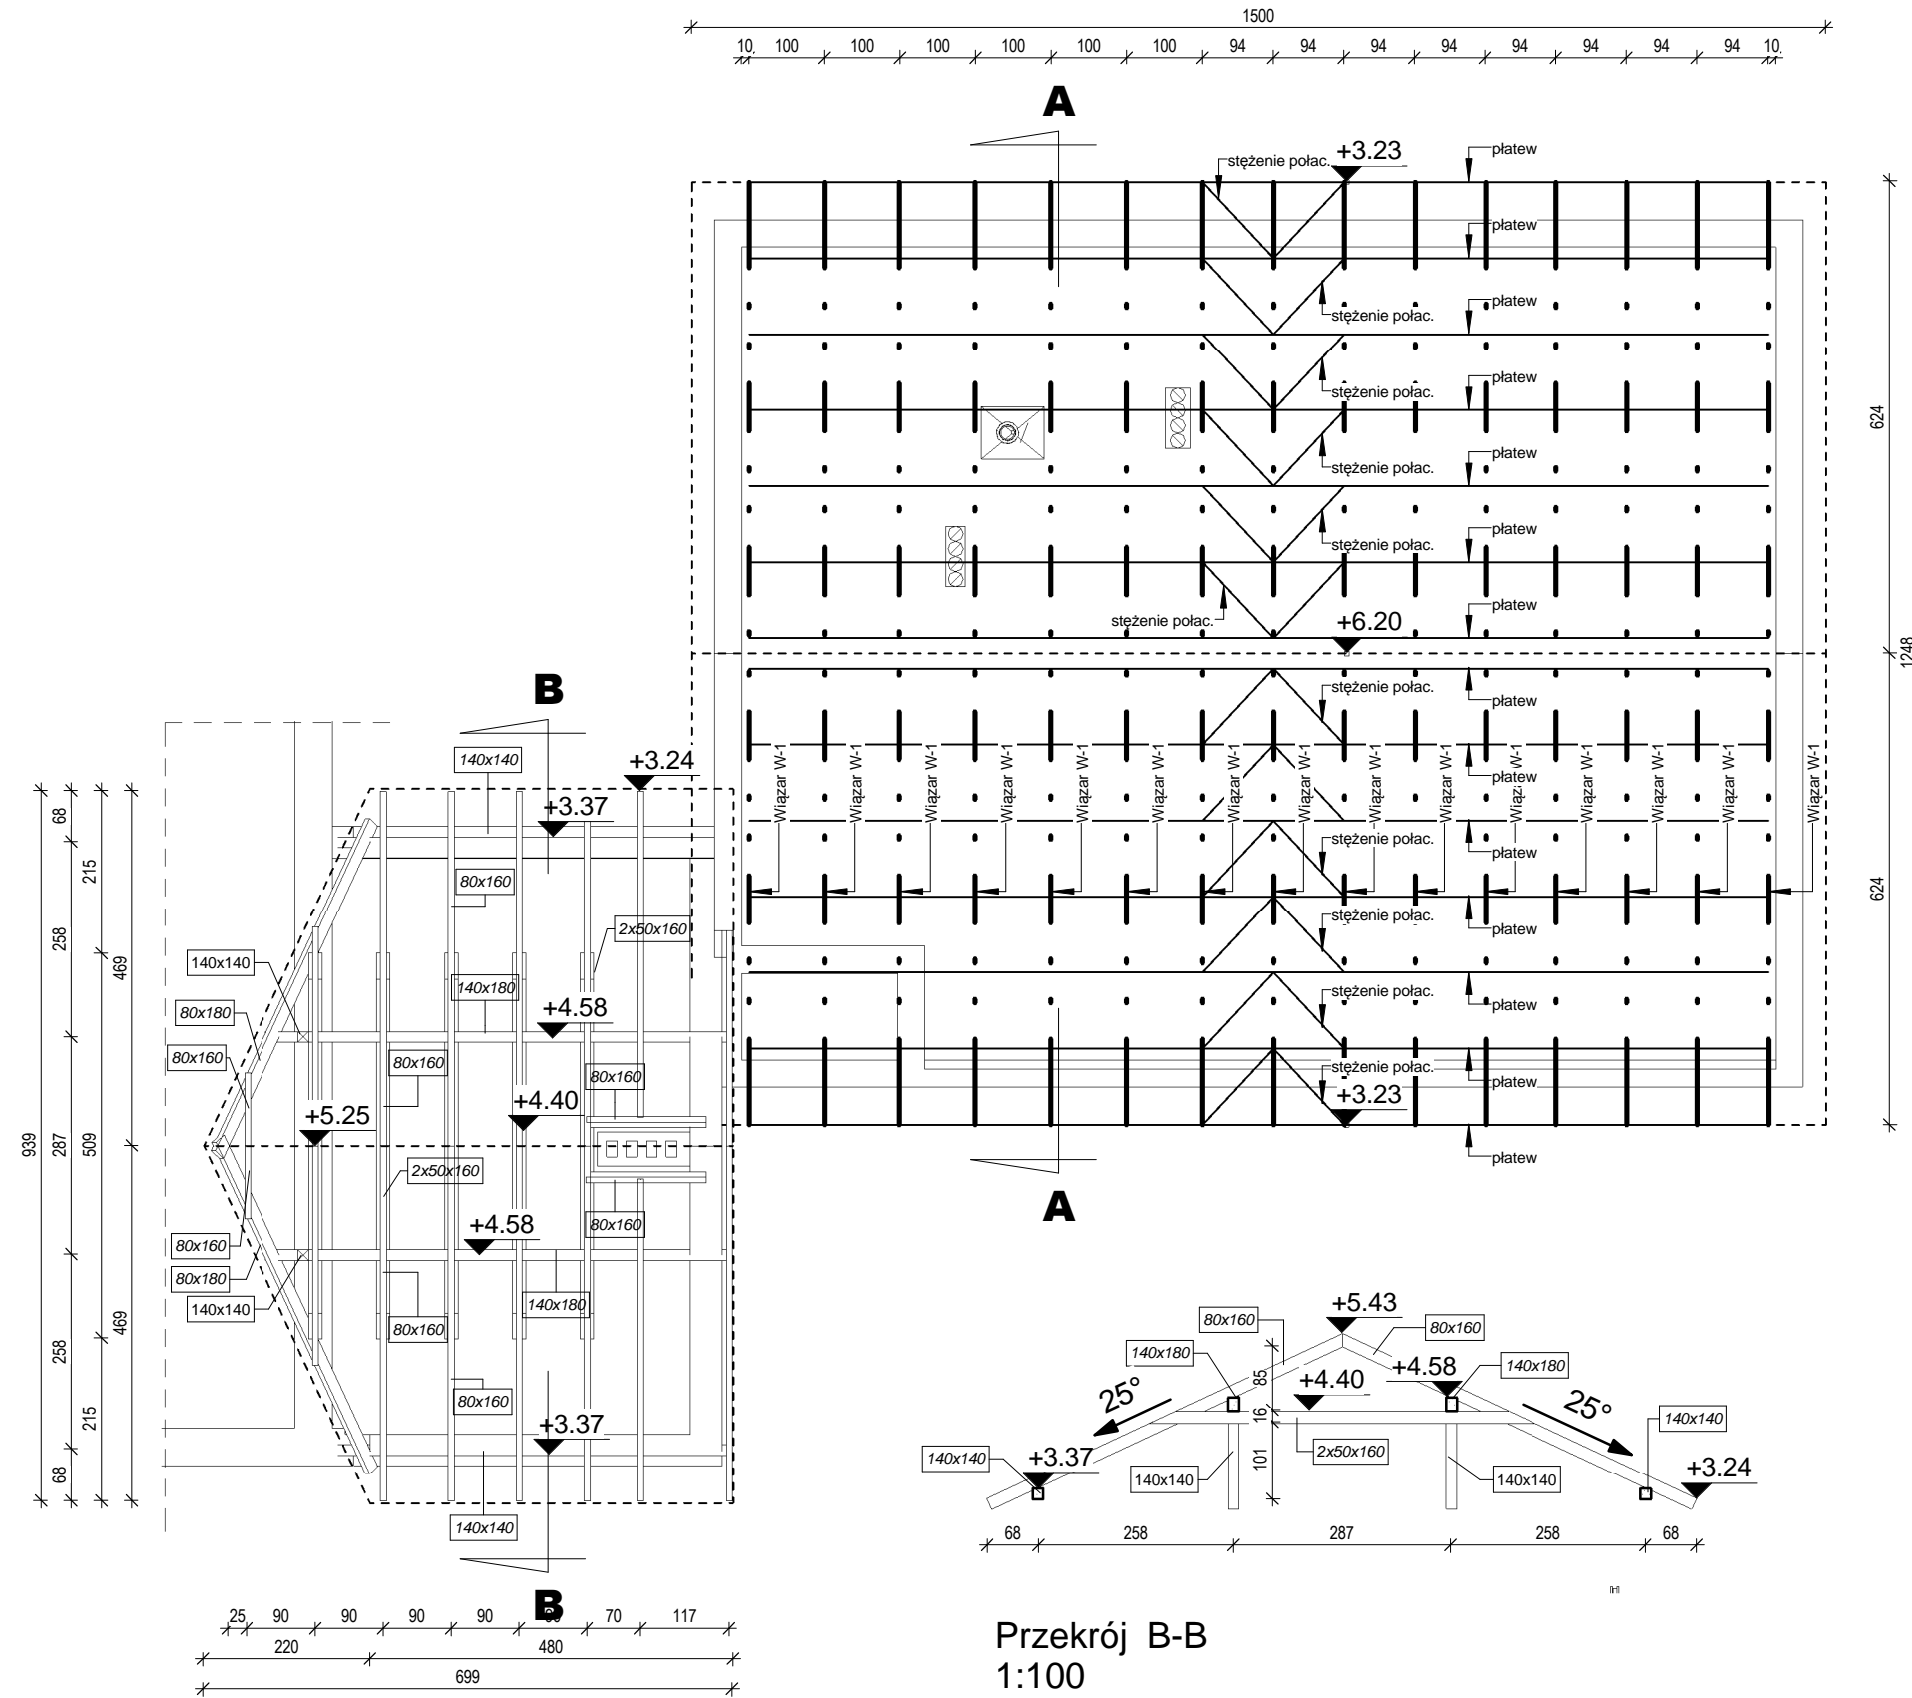 1500
10. 100 100 100 100 100 100 94 94 94 94 94 94 94 94 10.
A
stężenie połac. +3.23 płatew
płatew
płatew
stężenie połac.
płatew
stężenie połac.
płatew
stężenie połac.
płatew
stężenie połac.
płatew
stężenie połac. +6.20
624
1248
624
stężenie połac. płatew
płatew
Wiązar W-1 Wiązar W-1 Wiązar W-1 Wiązar W-1 Wiązar W-1 Wiązar W-1 Wiązar W-1 Wiązar W-1 Wiązar W-1 Wiązar W-1 Wiązar W-1 Wiązar W-1 Wiązar W-1 Wiązar W-1 Wiązar W-1
stężenie połac. płatew
stężenie połac. płatew
stężenie połac. płatew
stężenie połac. płatew
+3.23
płatew
A
B
140x140
+3.24
+3.37
80x160
2x50x160
140x140
140x180
80x180
+4.58
80x160
80x160
80x160
+5.25
+4.40
2x50x160
80x160
+4.58
80x160
80x180
140x140
140x180
80x160
80x160
+3.37
140x140
B
939
68 258 287 258 68
215 509 215
469 469
25 90 90 90 90 70 117
220 480
699
+5.43
80x160
80x160
140x180
+4.58
140x180
25°
+4.40
25°
85
16
101
140x140
+3.37
140x140
2x50x160
140x140
140x140
+3.24
68 258 287 258 68
Przekrój B-B
1:100